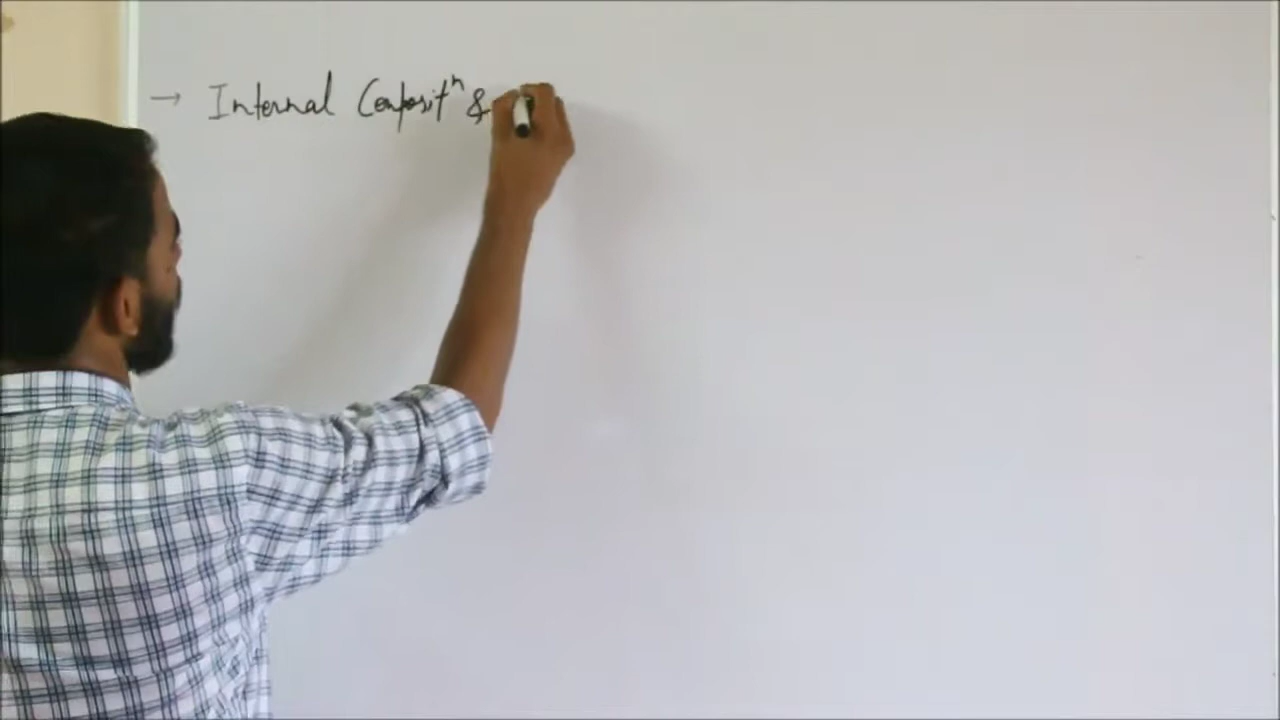 → Internal Compositⁿ &